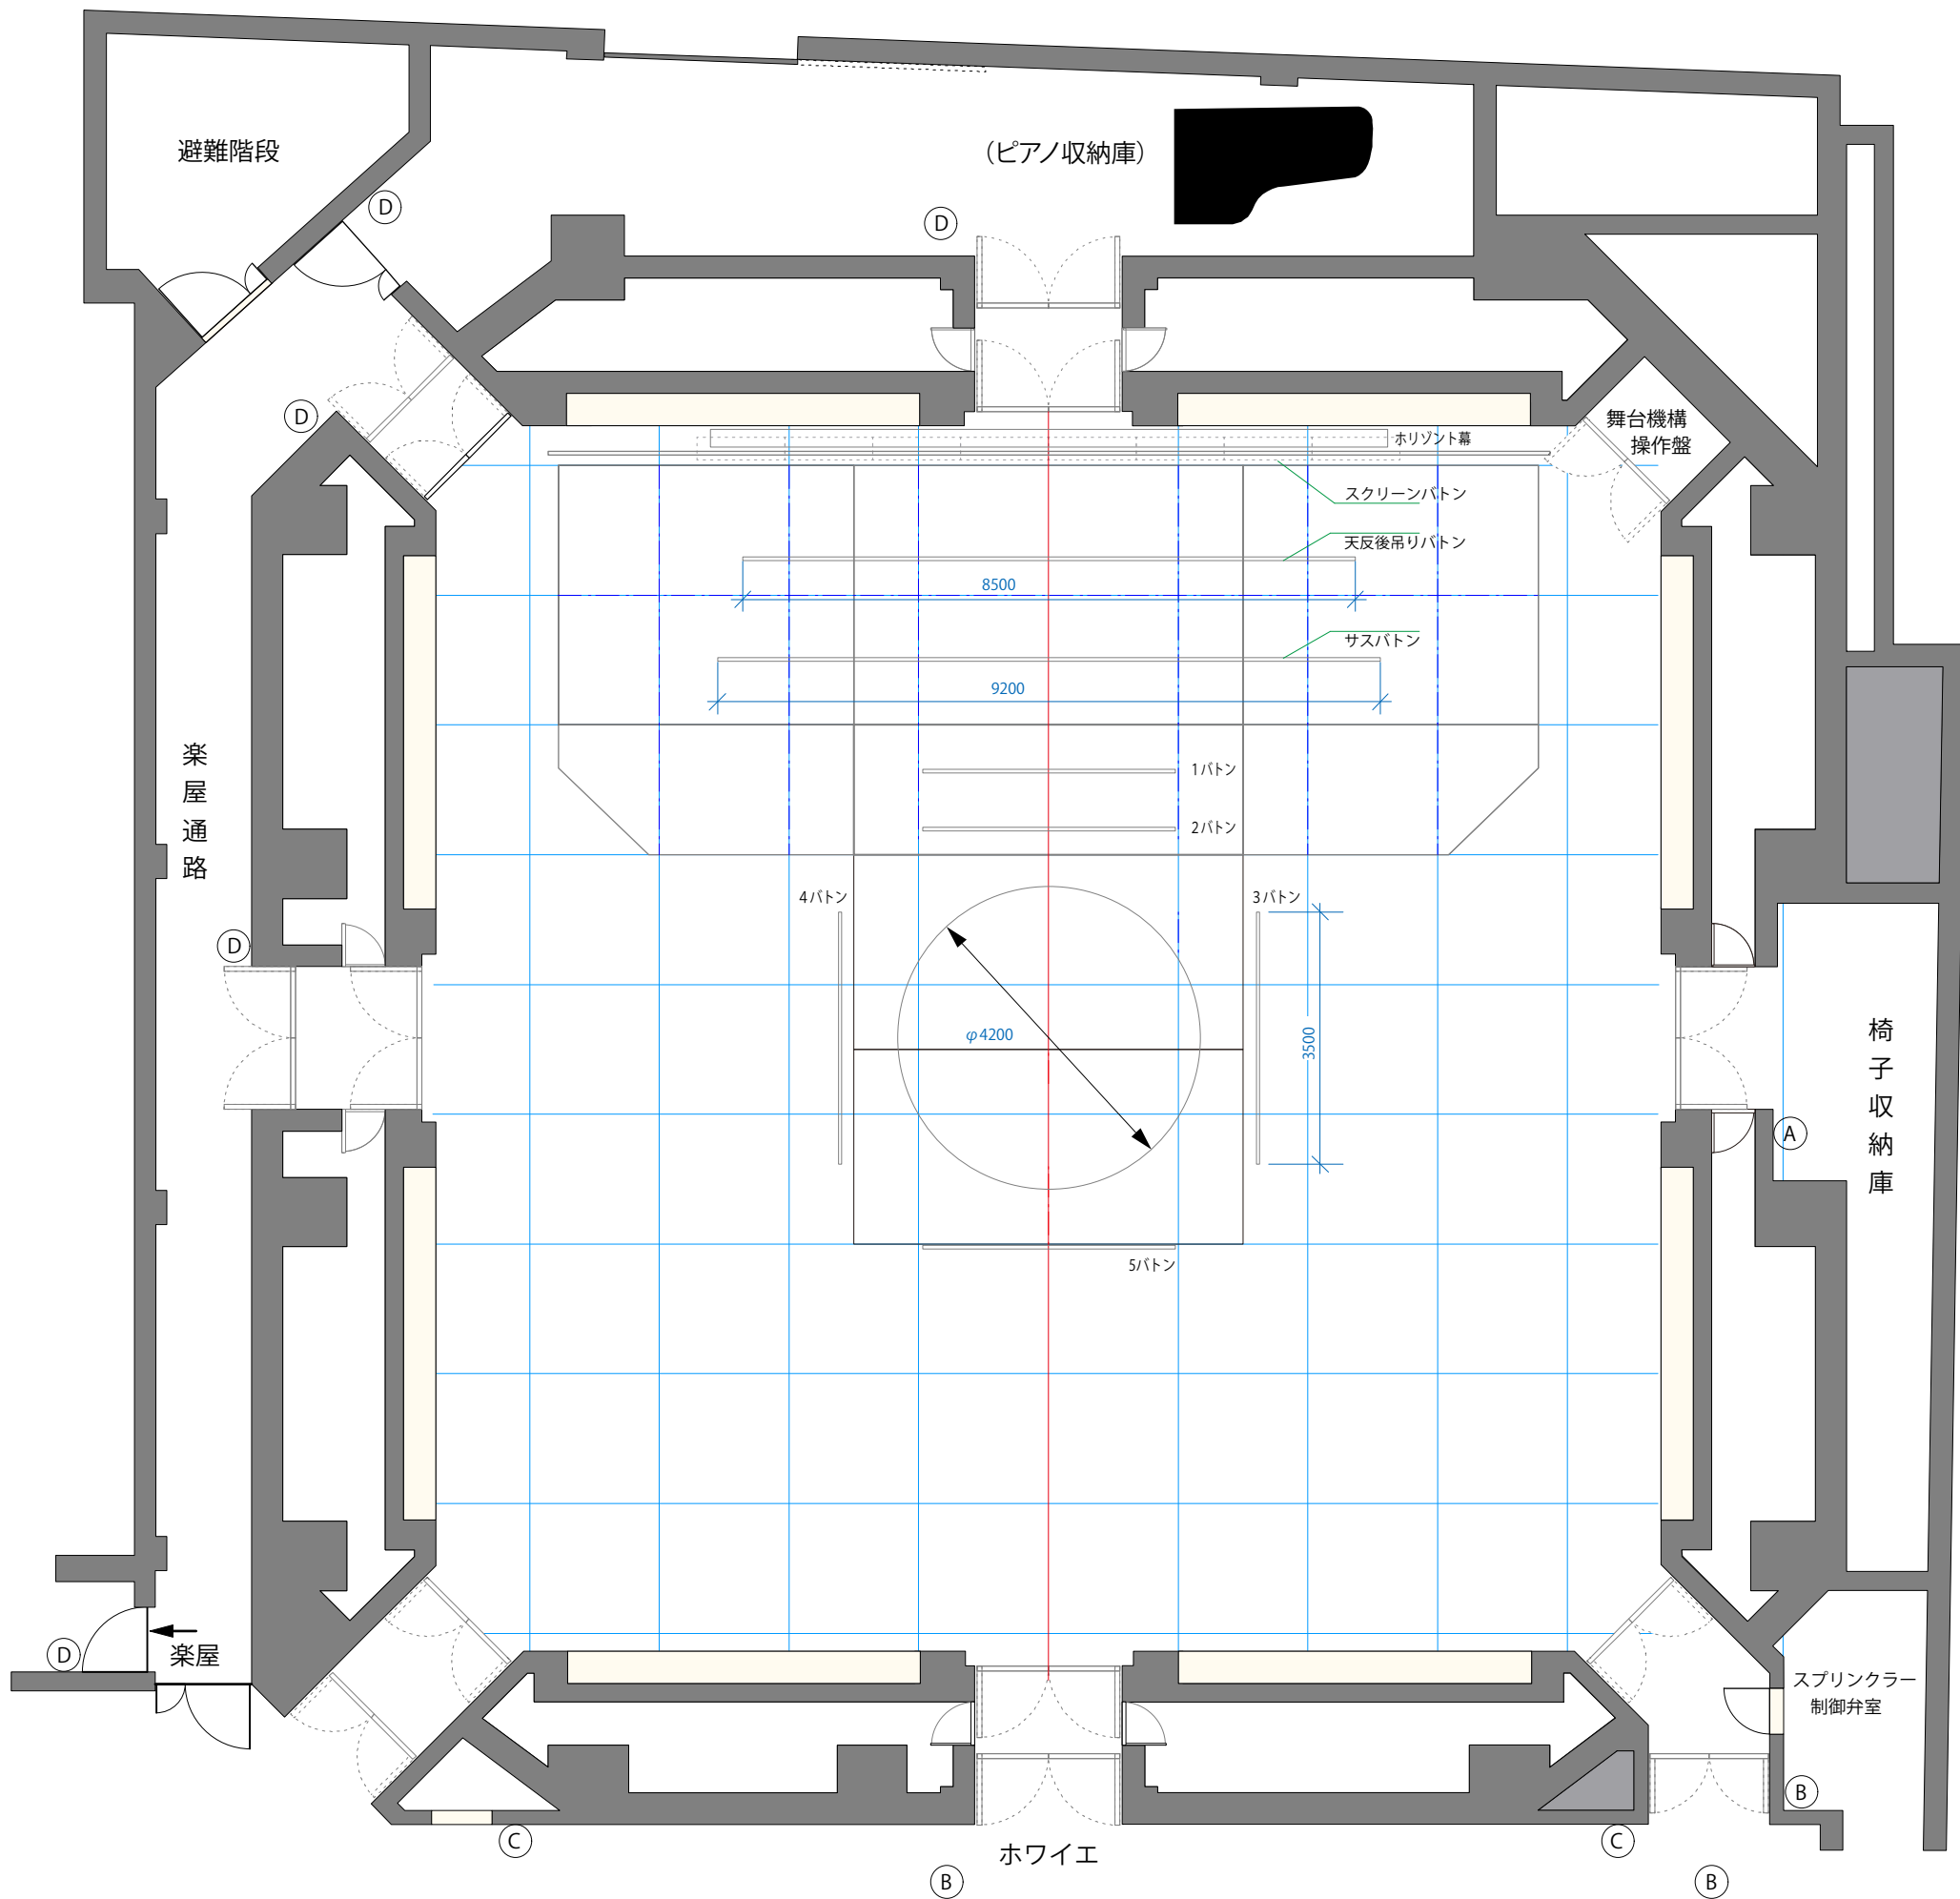 避難階段
(ピアノ収納庫)
D
D
D
舞台機構
操作盤
ホリゾント幕
スクリーンバトン
天反後吊りバトン
8500
サスバトン
9200
楽屋通路
1バトン
2バトン
4バトン
3バトン
D
φ4200
3500
椅子収納庫
A
5バトン
D
楽屋
スプリンクラー
制御弁室
B
C
ホワイエ
C
B
B